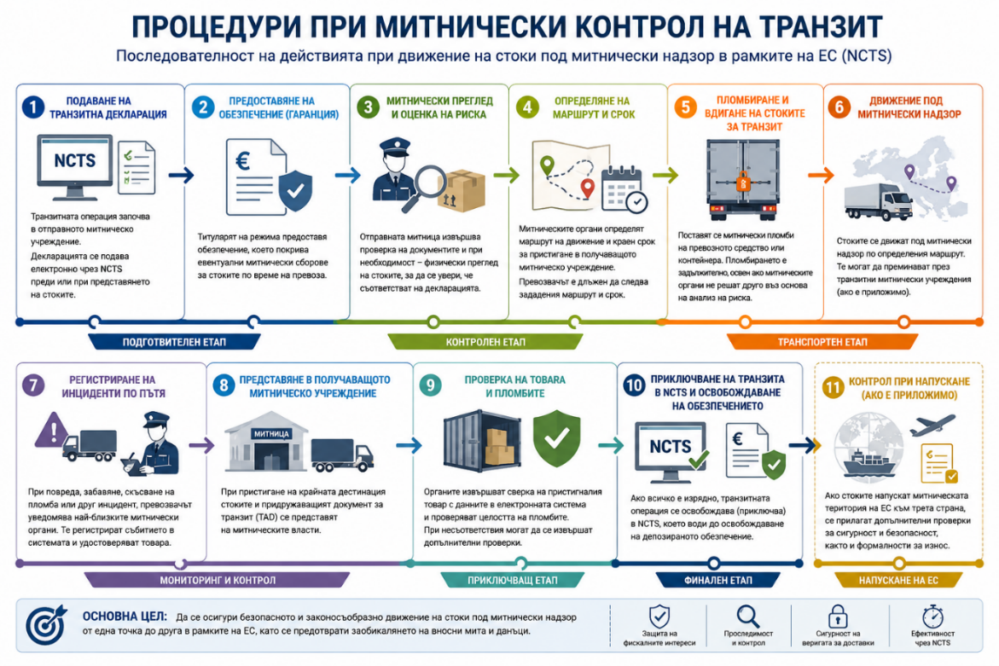 ПРОЦЕДУРИ ПРИ МИТНИЧЕСКИ КОНТРОЛ НА ТРАНЗИТ
Последователност на действията при движение на стоки под митнически надзор в рамките на ЕС (NCTS)
1
ПОДАВАНЕ НА
ТРАНЗИТНА ДЕКЛАРАЦИЯ
NCTS
Транзитната операция започва
в отправното митническо
учреждение.
Декларацията се подава
електронно чрез NCTS
преди или при представянето
на стоките.
2
ПРЕДОСТАВЯНЕ НА
ОБЕЗПЕЧЕНИЕ (ГАРАНЦИЯ)
€
Титулярят на режима предоставя
обезпечение, което покрива
евентуални митнически сборове
за стоките по време на превоза.
3
МИТНИЧЕСКИ ПРЕГЛЕД
И ОЦЕНКА НА РИСКА
Отправната митница извършва
проверка на документите и при
необходимост – физически преглед
на стоките, за да се увери, че
съответстват на декларацията.
4
ОПРЕДЕЛЯНЕ НА
МАРШРУТ И СРОК
Митническите органи определят
маршрут на движение и краен срок
за пристигане в получаващото
митническо учреждение.
Превозвачът е длъжен да следва
зададения маршрут и срок.
5
ПЛОМБИРАНЕ И
ВДИГАНЕ НА СТОКИТЕ
ЗА ТРАНЗИТ
Поставят се митнически пломби
на превозното средство или
контейнера. Пломбирането е
задължително, освен ако митническите
органи не решат друго въз основа
на анализ на риска.
6
ДВИЖЕНИЕ ПОД
МИТНИЧЕСКИ НАДЗОР
Стоките се движат под митнически
надзор по определения маршрут.
Те могат да преминават през
транзитни митнически учреждения
(ако е приложимо).
ПОДГОТВИТЕЛЕН ЕТАП
КОНТРОЛЕН ЕТАП
ТРАНСПОРТЕН ЕТАП
7
РЕГИСТРИРАНЕ НА
ИНЦИДЕНТИ ПО ПЪТЯ
При повреда, забавяне, скъсване на
пломба или друг инцидент, превозвачът
уведомява най-близките митнически
органи. Те регистрират събитието в
системата и удостоверяват товара.
8
ПРЕДСТАВЯНЕ В ПОЛУЧАВАЩОТО
МИТНИЧЕСКО УЧРЕЖДЕНИЕ
МИТНИЦА
При пристигане на крайната дестинация
стоките и придружаващият документ за
транзит (TAD) се представят
на митническите власти.
9
ПРОВЕРКА НА ТОВАRА
И ПЛОМБИТЕ
Органите извършват сверка на пристигналия
товар с данните в електронната система
и проверяват целостта на пломбите.
При несъответствия могат да се извършат
допълнителни проверки.
10
ПРИКЛЮЧВАНЕ НА ТРАНЗИТА
В NCTS И ОСВОБОЖДАВАНЕ
НА ОБЕЗПЕЧЕНИЕТО
NCTS
€
Ако всичко е изрядно, транзитната
операция се освобождава (приключва)
в NCTS, което води до освобождаване
на депозираното обезпечение.
11
КОНТРОЛ ПРИ НАПУСКАНЕ
(АКО Е ПРИЛОЖИМО)
Ако стоките напускат митническата
територия на ЕС към трета страна,
се прилагат допълнителни проверки
за сигурност и безопасност,
както и формалности за износ.
МОНИТОРИНГ И КОНТРОЛ
ПРИКЛЮЧВАЩ ЕТАП
ФИНАЛЕН ЕТАП
НАПУСКАНЕ НА ЕС
ОСНОВНА ЦЕЛ: Да се осигури безопасното и законосъобразно движение на стоки под митнически надзор
от една точка до друга в рамките на ЕС, като се предотврати заобикалянето на вносни мита и данъци.
Защита на
фискалните интереси
Проследимост
и контрол
Сигурност на
веригата за доставки
Ефективност
чрез NCTS